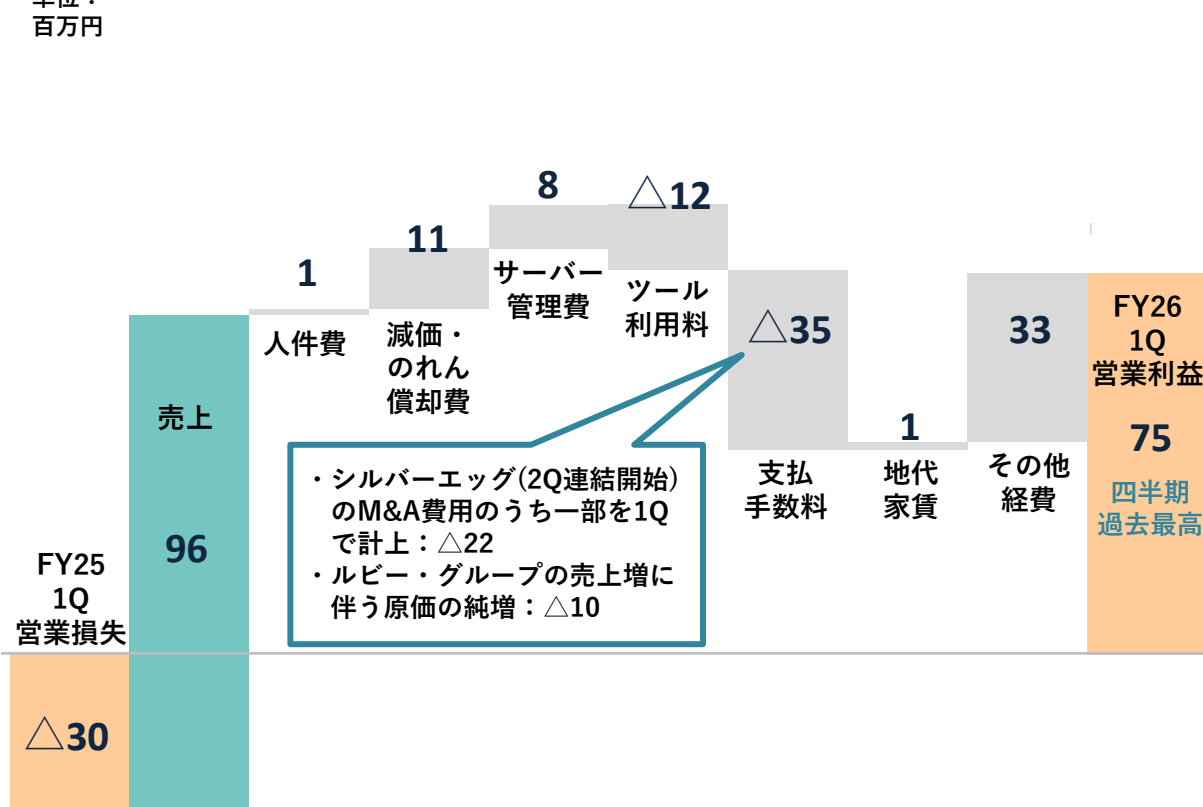 単位：
百万円
FY25
1Q
営業損失
△30
売上
96
1
人件費
11
減価・
のれん
償却費
8
サーバー
管理費
△12
ツール
利用料
△35
支払
手数料
1
地代
家賃
33
その他
経費
FY26
1Q
営業利益
75
四半期
過去最高
・シルバーエッグ(2Q連結開始)
のM&A費用のうち一部を1Q
で計上：△22
・ルビー・グループの売上増に
伴う原価の純増：△10